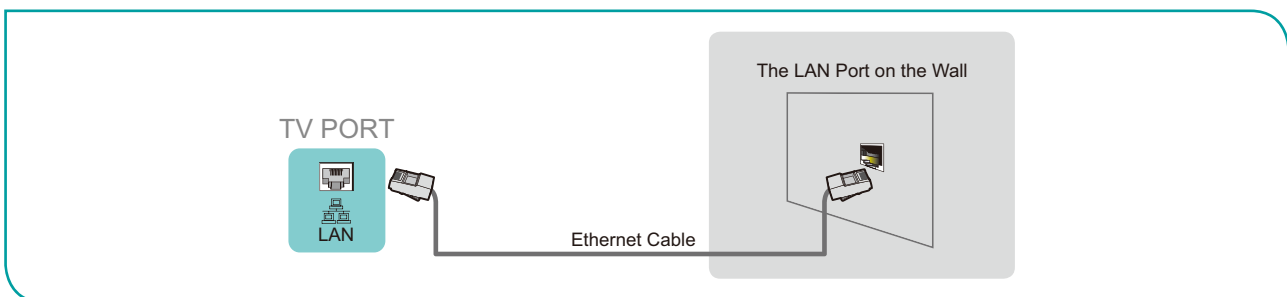 The LAN Port on the Wall
TV PORT
LAN
Ethernet Cable